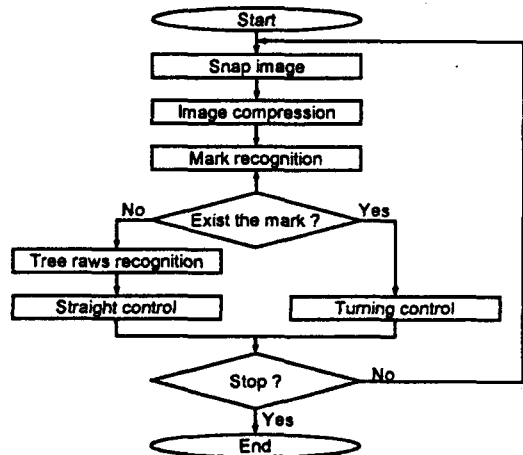 Start
Snap image
Image compression
Mark recognition
Exist the mark ?
No
Yes
Tree raws recognition
Straight control
Turning control
Stop ?
No
Yes
End